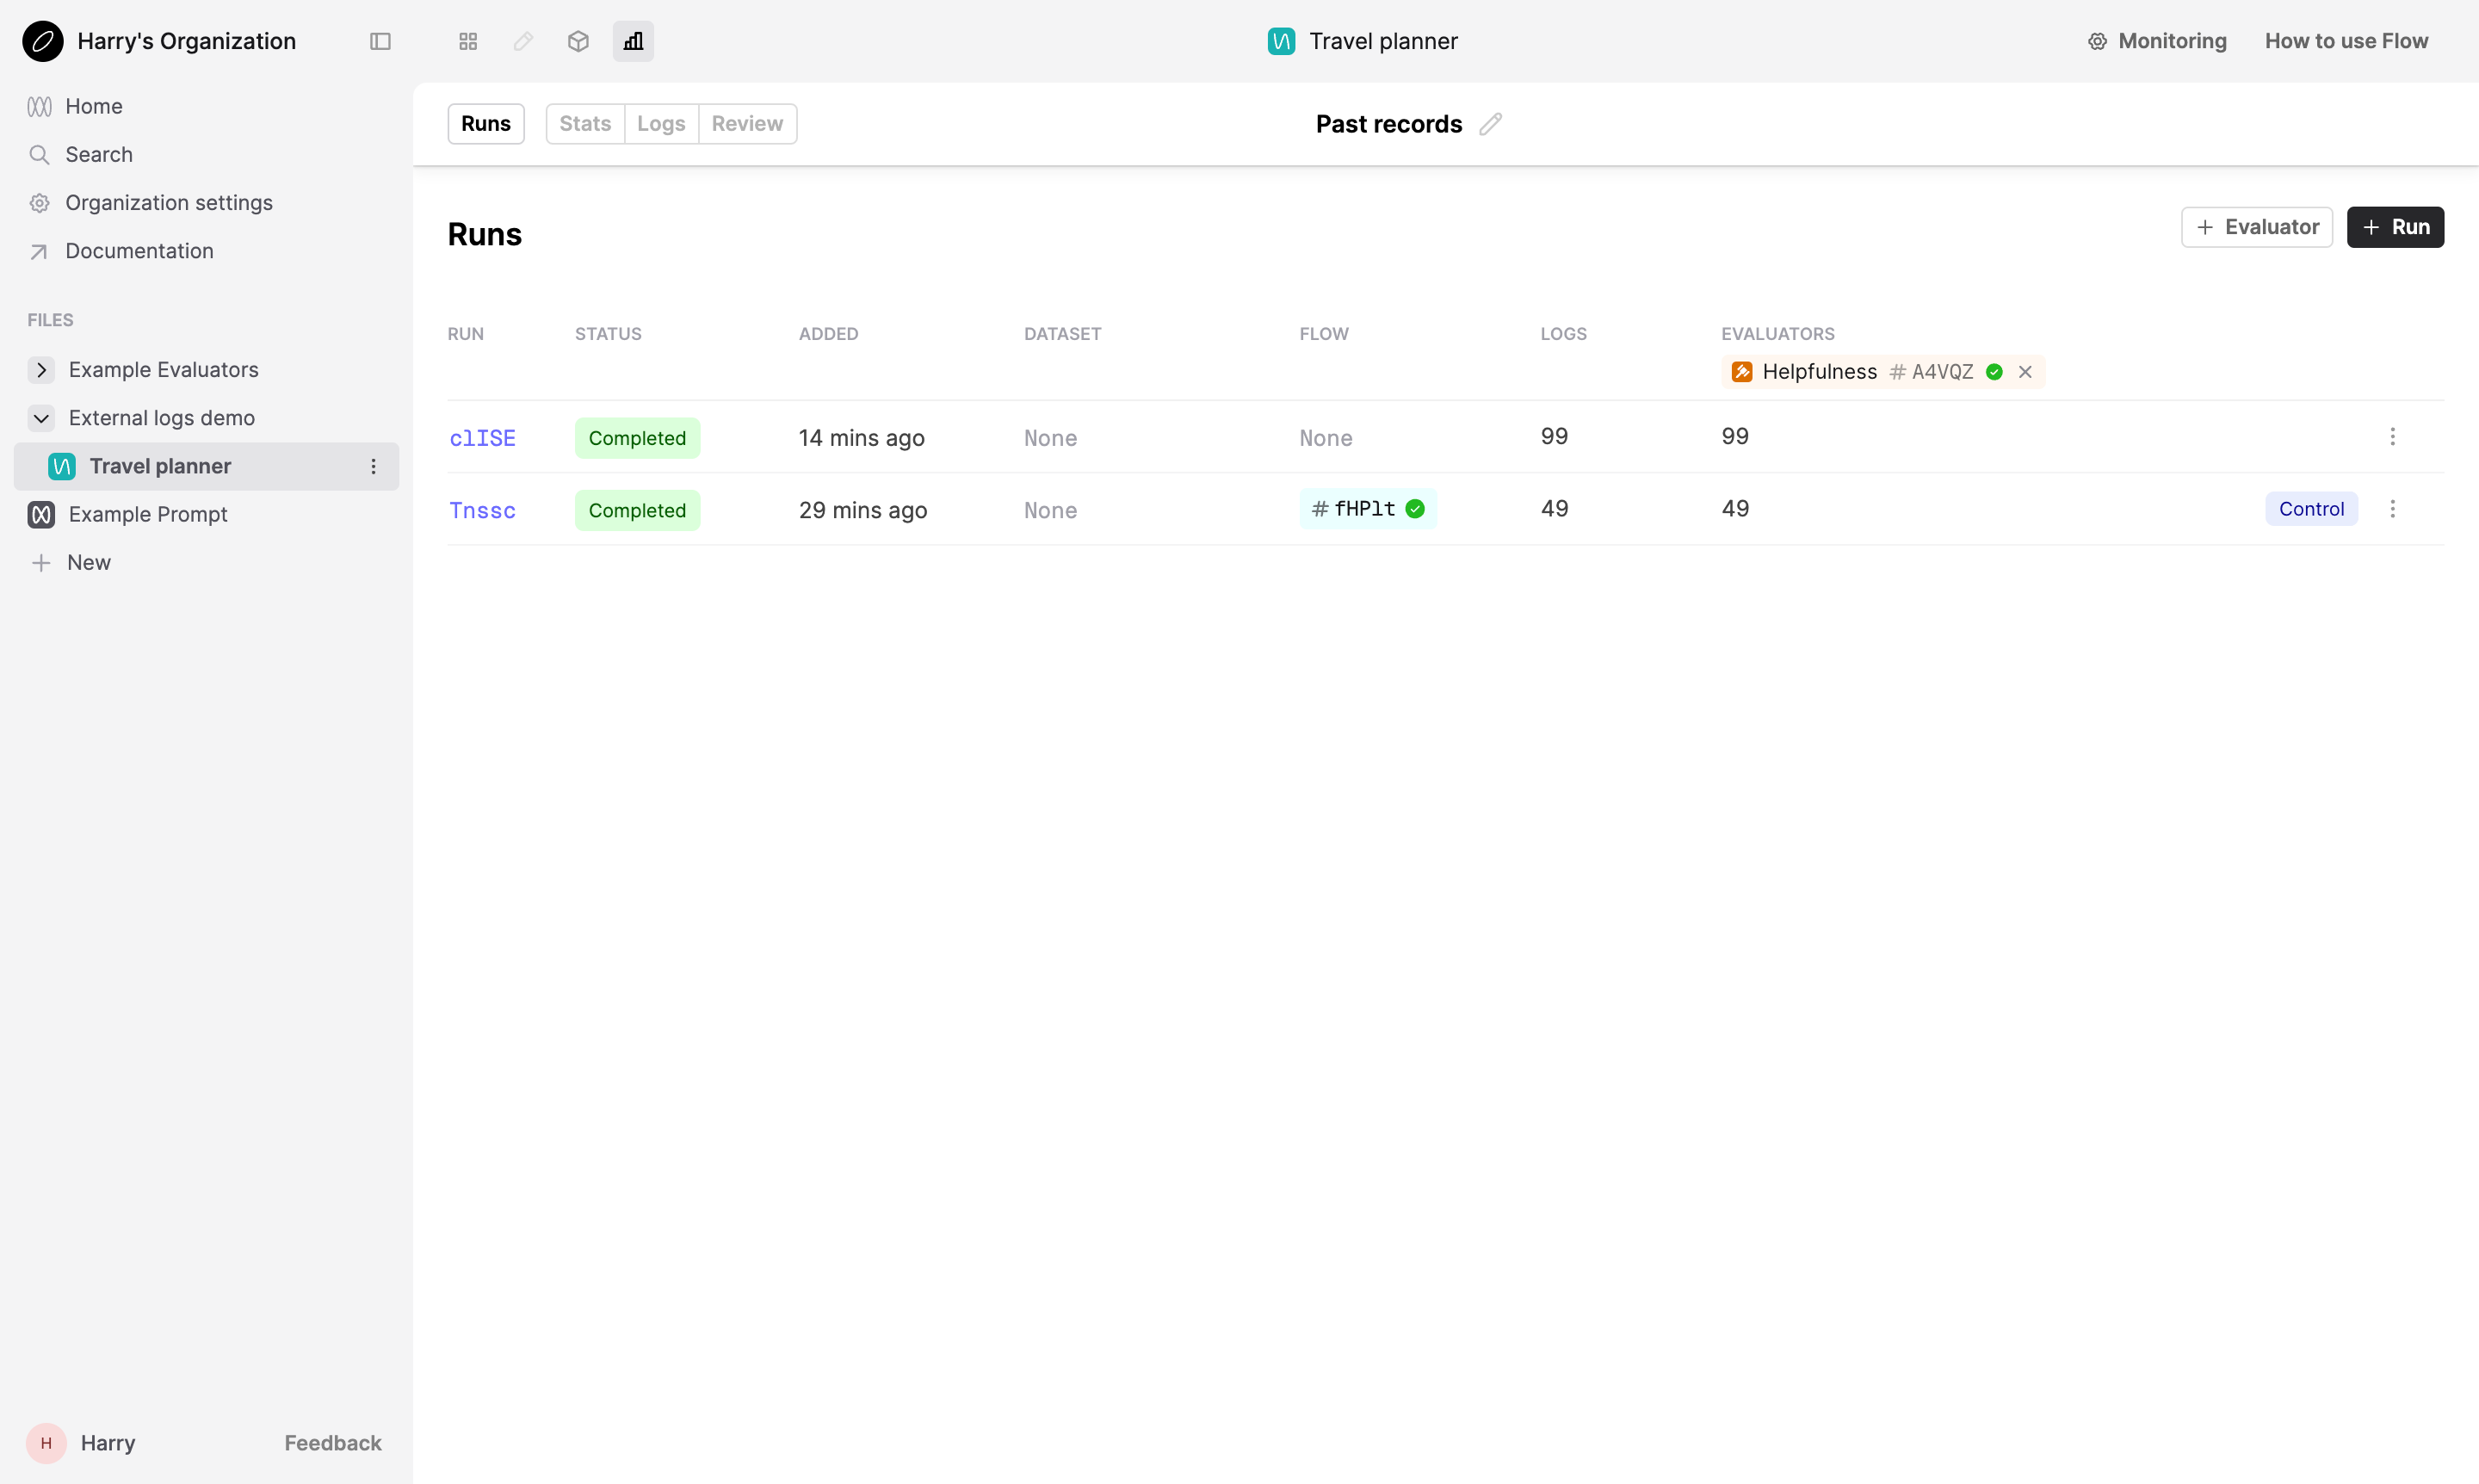 Harry's Organization
Travel planner
Monitoring
How to use Flow
Home
Search
Organization settings
Documentation
FILES
Example Evaluators
External logs demo
Travel planner
Example Prompt
New
Harry
H
Feedback
Runs
Stats
Logs
Review
Past records
Runs
Evaluator
Run
RUN STATUS ADDED DATASET FLOW LOGS EVALUATORS
Helpfulness # A4VQZ
clISE Completed 14 mins ago None None 99 99
Tnssc Completed 29 mins ago None # fHPlt 49 49 Control